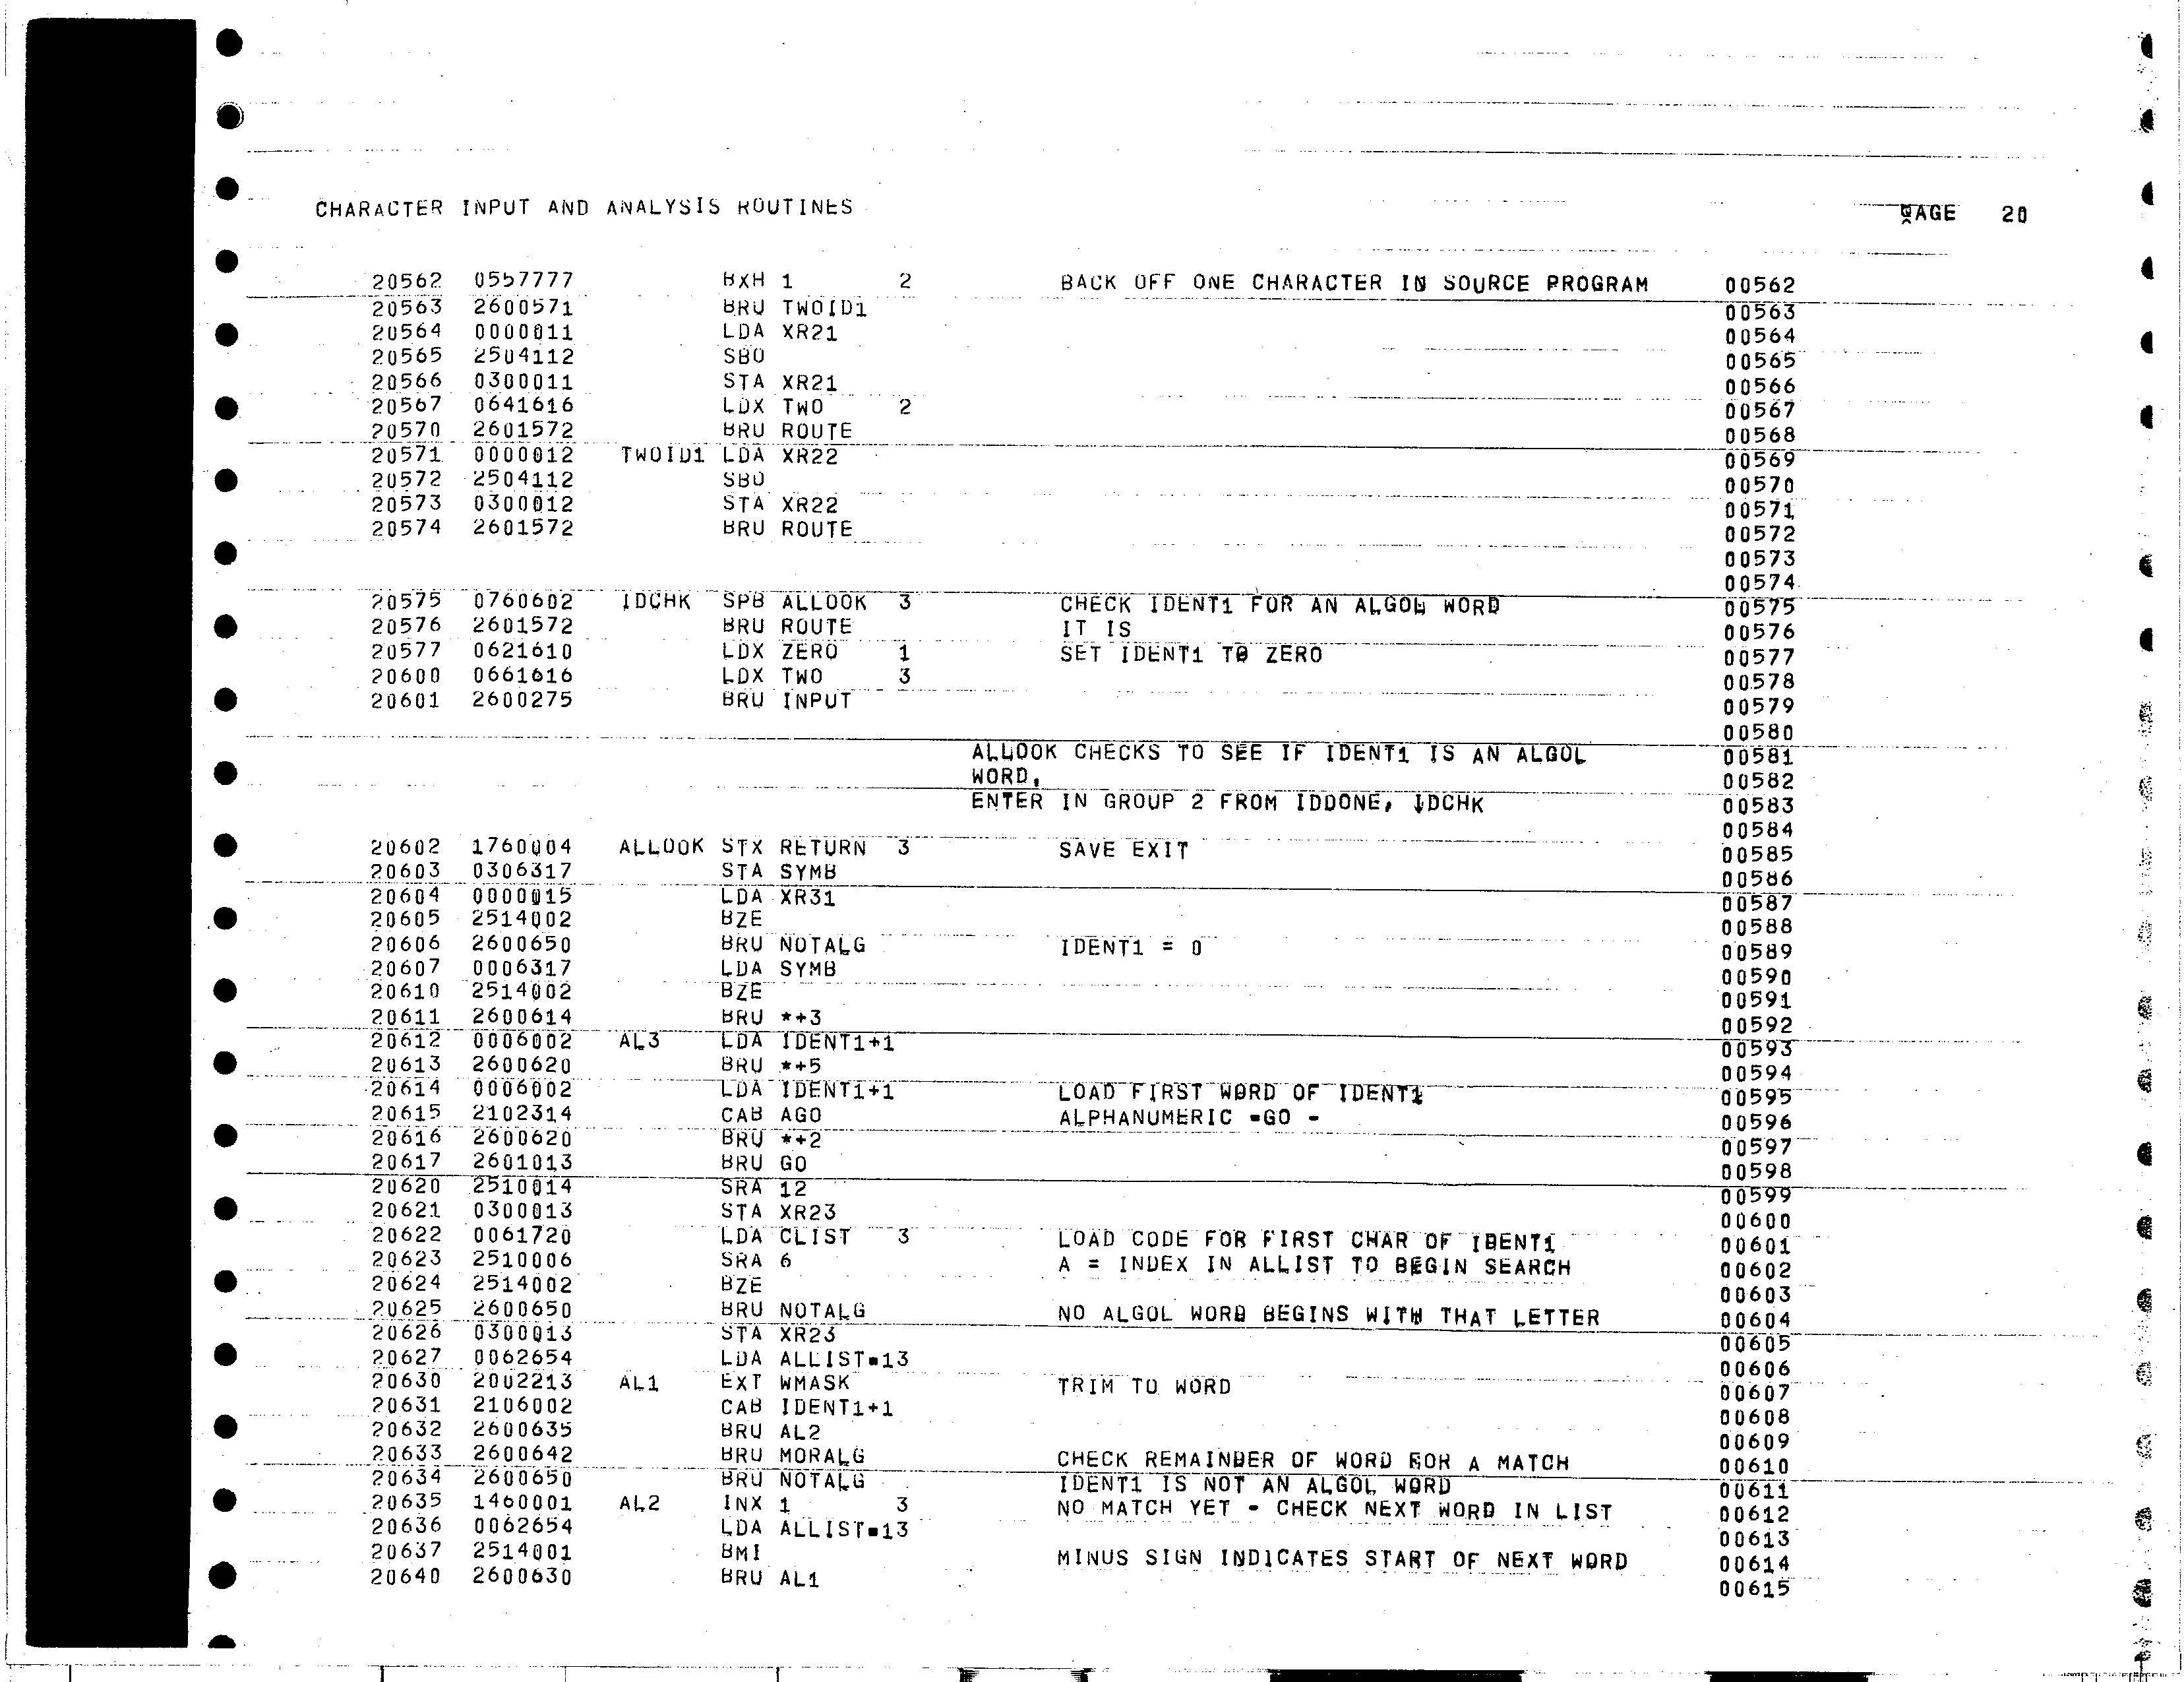 CHARACTER INPUT AND ANALYSIS ROUTINES PAGE 20
20562 0557777 BXH 1 2 BACK OFF ONE CHARACTER IN SOURCE PROGRAM 00562
20563 2600571 BRU TWOID1 00563
20564 0000011 LDA XR21 00564
20565 2504112 SBO 00565
20566 0300011 STA XR21 00566
20567 0641616 LDX TWO 2 00567
20570 2601572 BRU ROUTE 00568
20571 0000012 TWOID1 LDA XR22 00569
20572 2504112 SBO 00570
20573 0300012 STA XR22 00571
20574 2601572 BRU ROUTE 00572
00573
00574
20575 0760602 IDCHK SPB ALLOOK 3 CHECK IDENT1 FOR AN ALGOL WORD 00575
20576 2601572 BRU ROUTE IT IS 00576
20577 0621610 LDX ZERO 1 SET IDENT1 TO ZERO 00577
20600 0661616 LDX TWO 3 00578
20601 2600275 BRU INPUT 00579
00580
ALLOOK CHECKS TO SEE IF IDENT1 IS AN ALGOL 00581
WORD, 00582
ENTER IN GROUP 2 FROM IDDONE, IDCHK 00583
00584
20602 1760004 ALLOOK STX RETURN 3 SAVE EXIT 00585
20603 0306317 STA SYMB 00586
20604 0000015 LDA XR31 00587
20605 2514002 BZE 00588
20606 2600650 BRU NOTALG IDENT1 = 0 00589
20607 0006317 LDA SYMB 00590
20610 2514002 BZE 00591
20611 2600614 BRU *+3 00592
20612 0006002 AL3 LDA IDENT1+1 00593
20613 2600620 BRU *+5 00594
20614 0006002 LDA IDENT1+1 LOAD FIRST WORD OF IDENT1 00595
20615 2102314 CAB AGO ALPHANUMERIC -GO - 00596
20616 2600620 BRU *+2 00597
20617 2601013 BRU GO 00598
20620 2510014 SRA 12 00599
20621 0300013 STA XR23 00600
20622 0061720 LDA CLIST 3 LOAD CODE FOR FIRST CHAR OF IDENT1 00601
20623 2510006 SRA 6 A = INDEX IN ALLIST TO BEGIN SEARCH 00602
20624 2514002 BZE 00603
20625 2600650 BRU NOTALG NO ALGOL WORD BEGINS WITH THAT LETTER 00604
20626 0300013 STA XR23 00605
20627 0062654 LDA ALLIST-13 00606
20630 2002213 AL1 EXT WMASK TRIM TO WORD 00607
20631 2106002 CAB IDENT1+1 00608
20632 2600635 BRU AL2 00609
20633 2600642 BRU MORALG CHECK REMAINDER OF WORD FOR A MATCH 00610
20634 2600650 BRU NOTALG IDENT1 IS NOT AN ALGOL WORD 00611
20635 1460001 AL2 INX 1 3 NO MATCH YET - CHECK NEXT WORD IN LIST 00612
20636 0062654 LDA ALLIST-13 00613
20637 2514001 BMI MINUS SIGN INDICATES START OF NEXT WORD 00614
20640 2600630 BRU AL1 00615